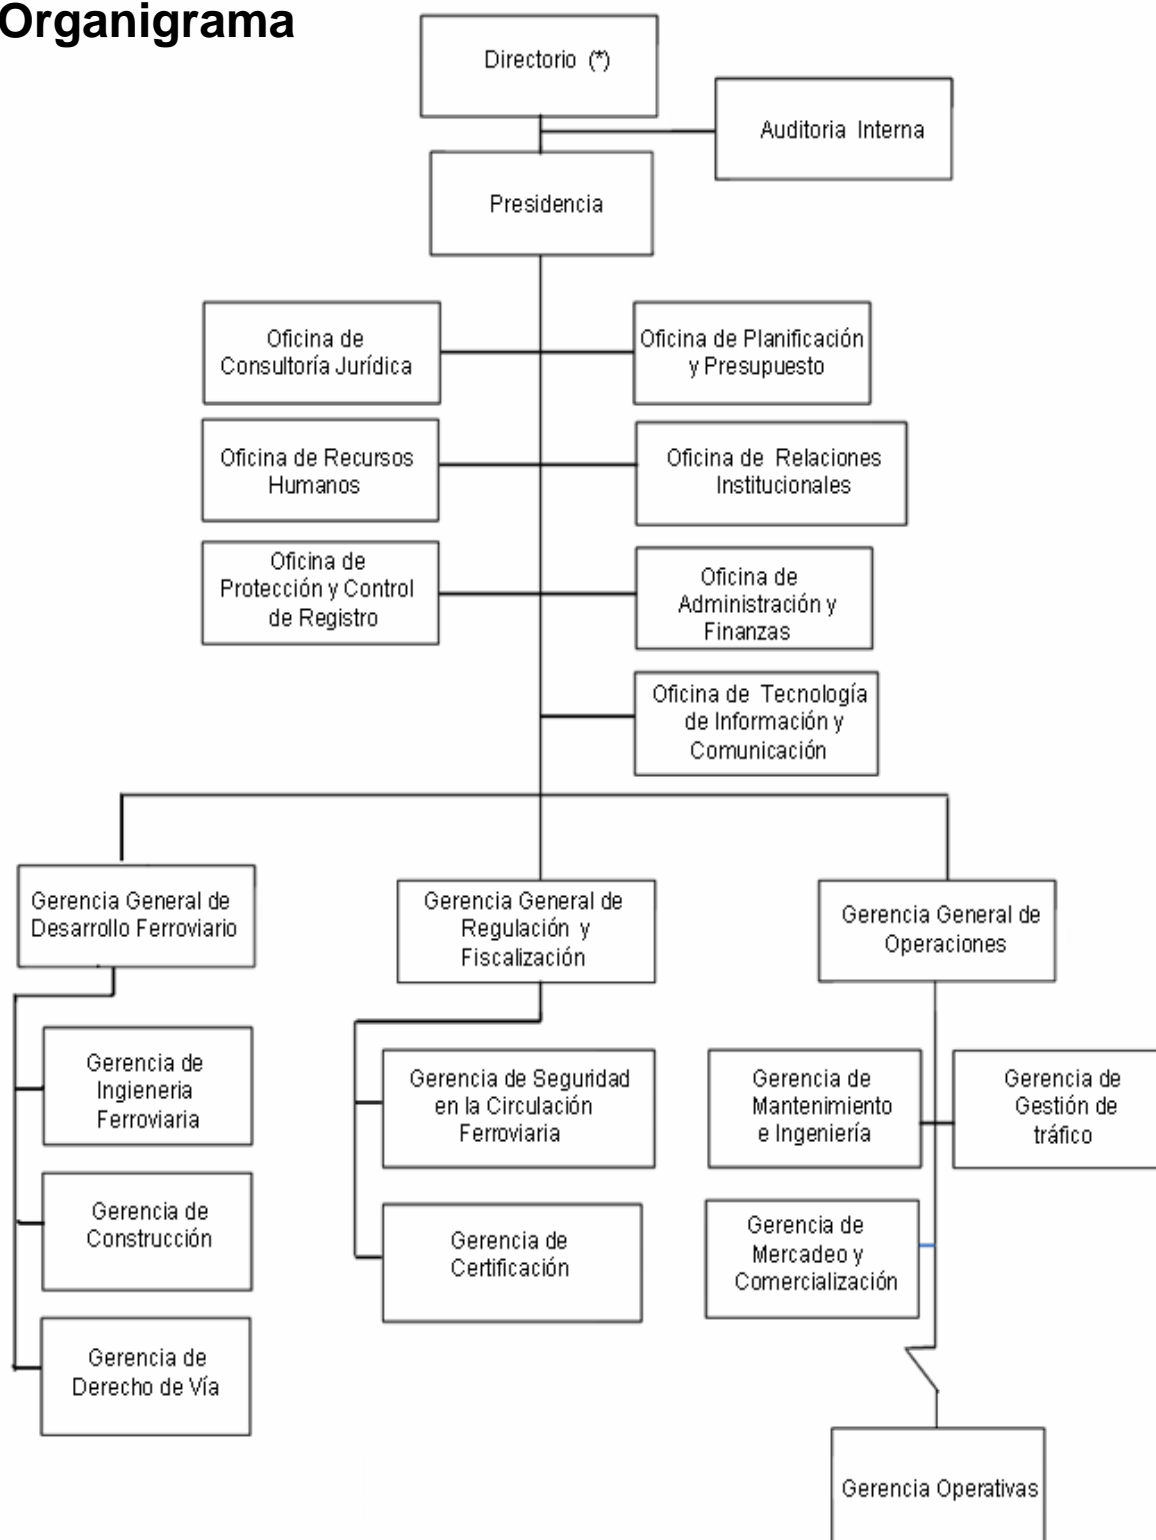 Organigrama
Directorio (*)
Auditoria Interna
Presidencia
Oficina de
Consultoría Jurídica
Oficina de Planificación
y Presupuesto
Oficina de Recursos
Humanos
Oficina de Relaciones
Institucionales
Oficina de
Protección y Control
de Registro
Oficina de
Administración y
Finanzas
Oficina de Tecnología
de Información y
Comunicación
Gerencia General de
Desarrollo Ferroviario
Gerencia General de
Regulación y
Fiscalización
Gerencia General de
Operaciones
Gerencia de
Ingieneria
Ferroviaria
Gerencia de Seguridad
en la Circulación
Ferroviaria
Gerencia de
Mantenimiento
e Ingeniería
Gerencia de
Gestión de
tráfico
Gerencia de
Construcción
Gerencia de
Certificación
Gerencia de
Mercadeo y
Comercialización
Gerencia de
Derecho de Vía
Gerencia Operativas